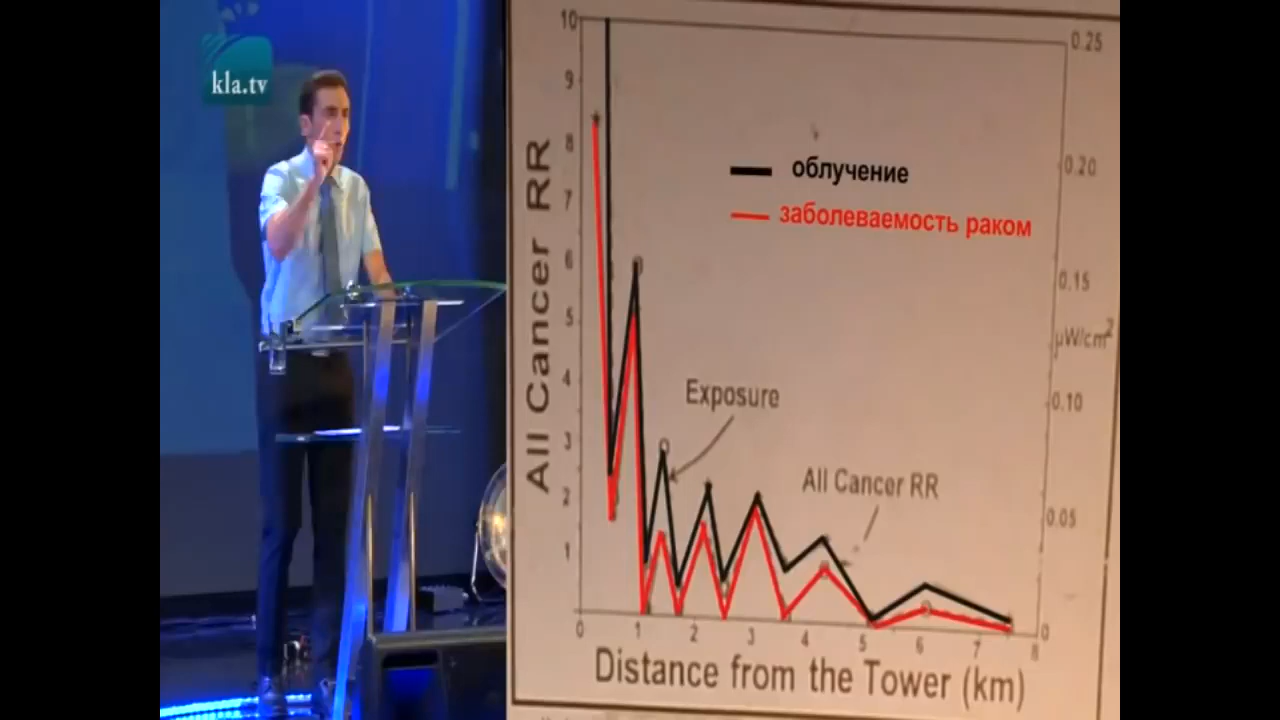 kla.tv
10
9
8
7
6
5
4
3
2
1
All Cancer RR
облучение
заболеваемость раком
Exposure
All Cancer RR
0.25
0.20
0.15
µW/cm²
0.10
0.05
0
0 1 2 3 4 5 6 7 8
Distance from the Tower (km)